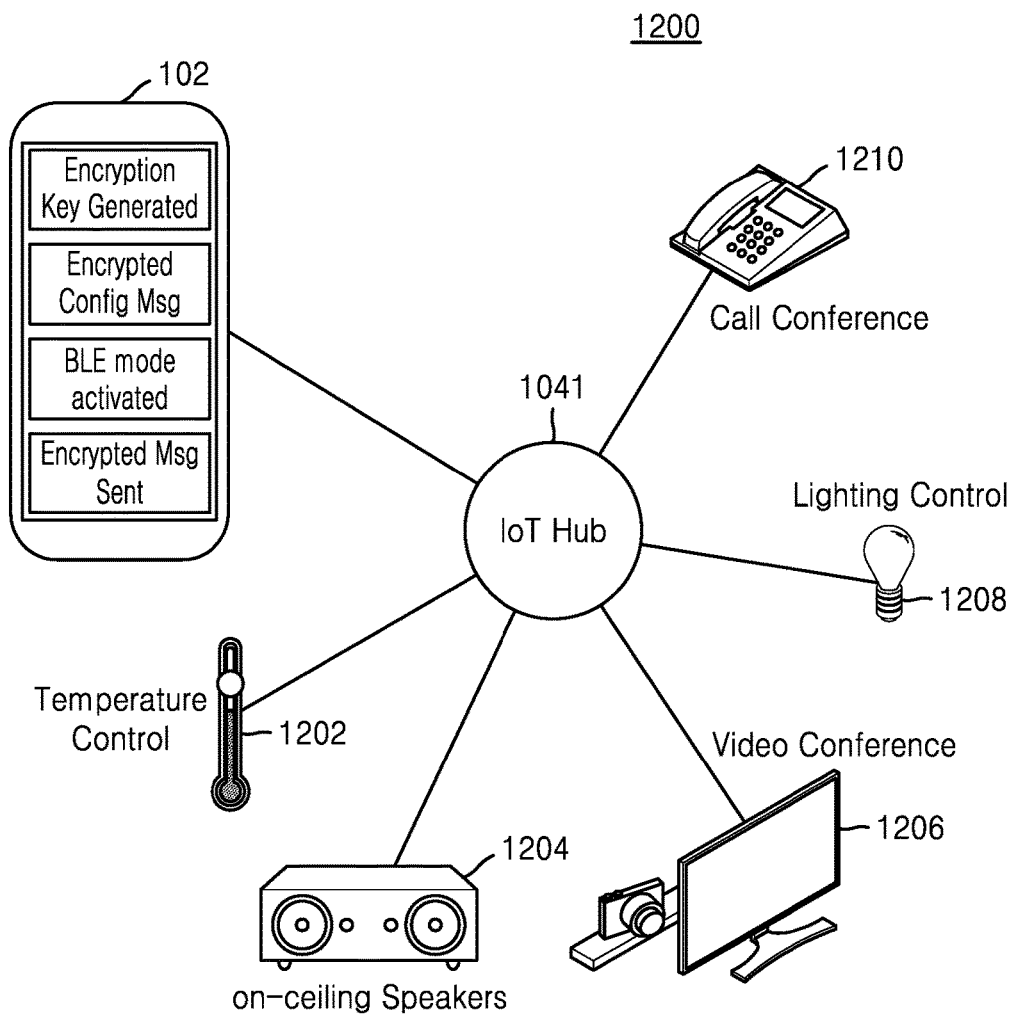 1200
102
Encryption
Key Generated
Encrypted
Config Msg
BLE mode
activated
Encrypted Msg
Sent
1210
Call Conference
1041
IoT Hub
Lighting Control
1208
Temperature
Control
1202
Video Conference
1206
1204
on-ceiling Speakers